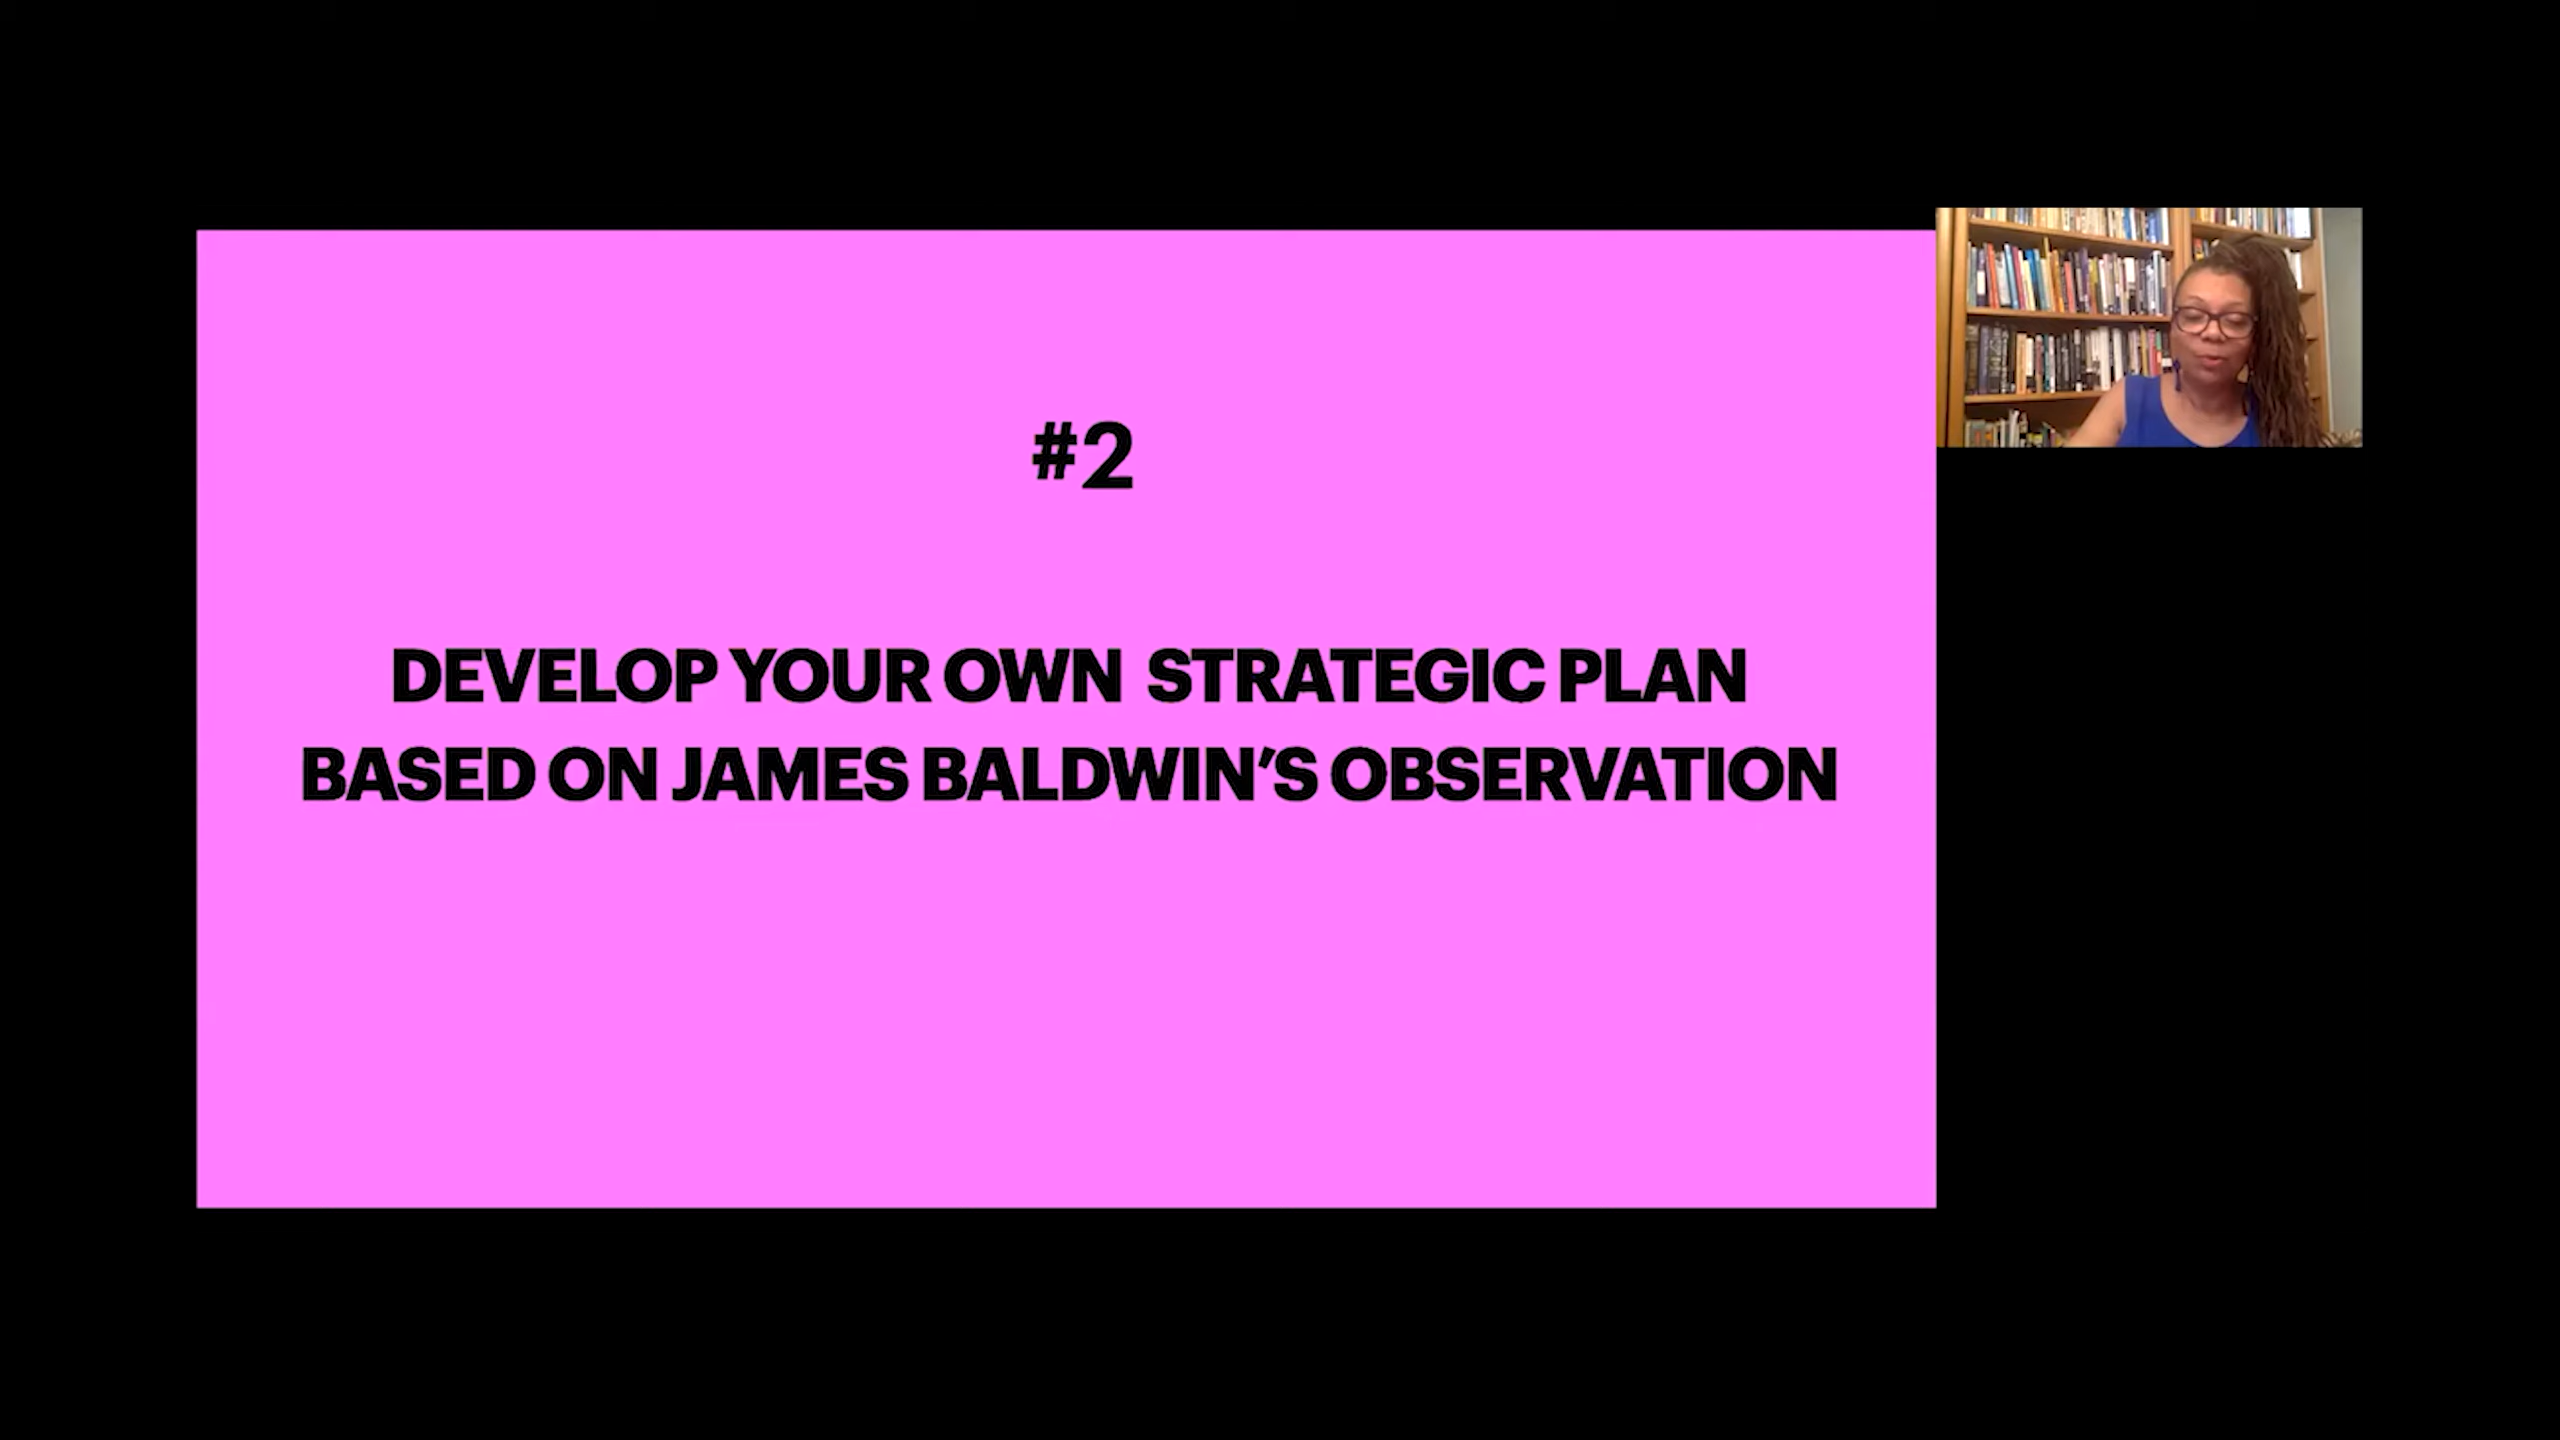 #2
DEVELOP YOUR OWN  STRATEGIC PLAN
BASED ON JAMES BALDWIN’S OBSERVATION